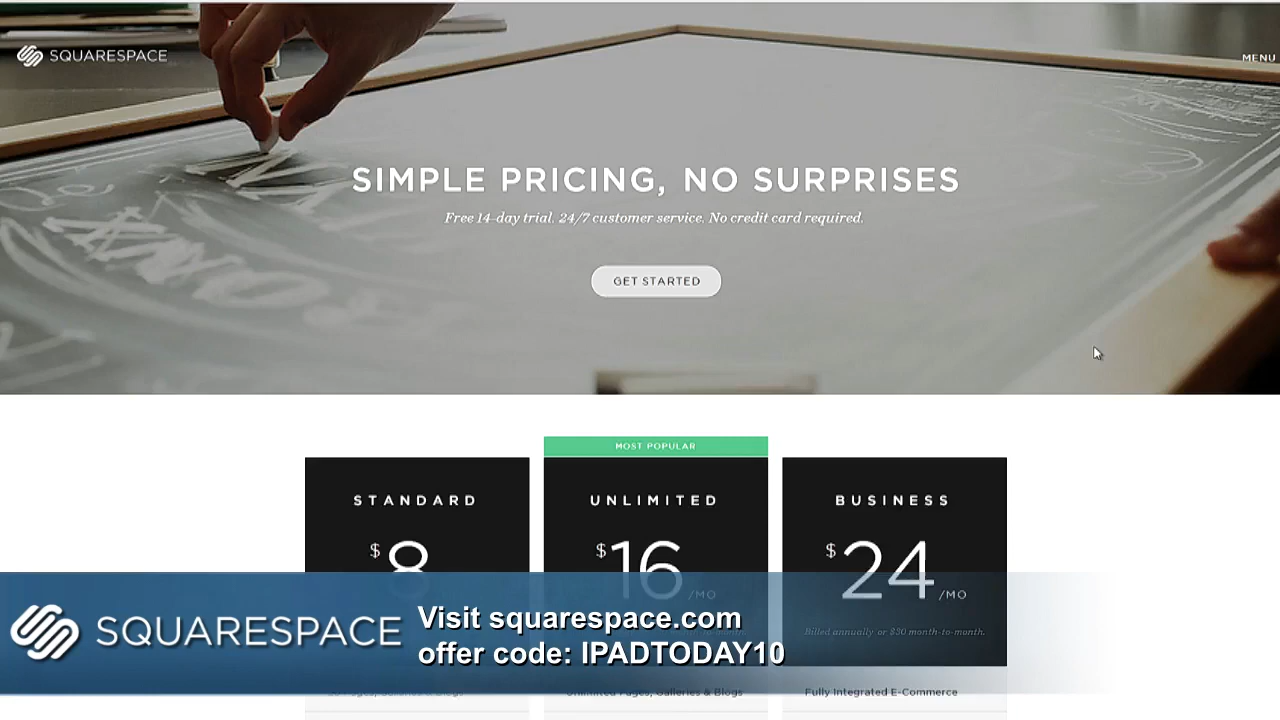 SQUARESPACE
MENU
SIMPLE PRICING, NO SURPRISES
Free 14-day trial. 24/7 customer service. No credit card required.
GET STARTED
MOST POPULAR
STANDARD
UNLIMITED
BUSINESS
$8
$16 /MO
$24 /MO
Billed annually or $30 month-to-month.
SQUARESPACE
Visit squarespace.com
offer code: IPADTODAY10
Unlimited Pages, Galleries & Blogs
Fully Integrated E-Commerce